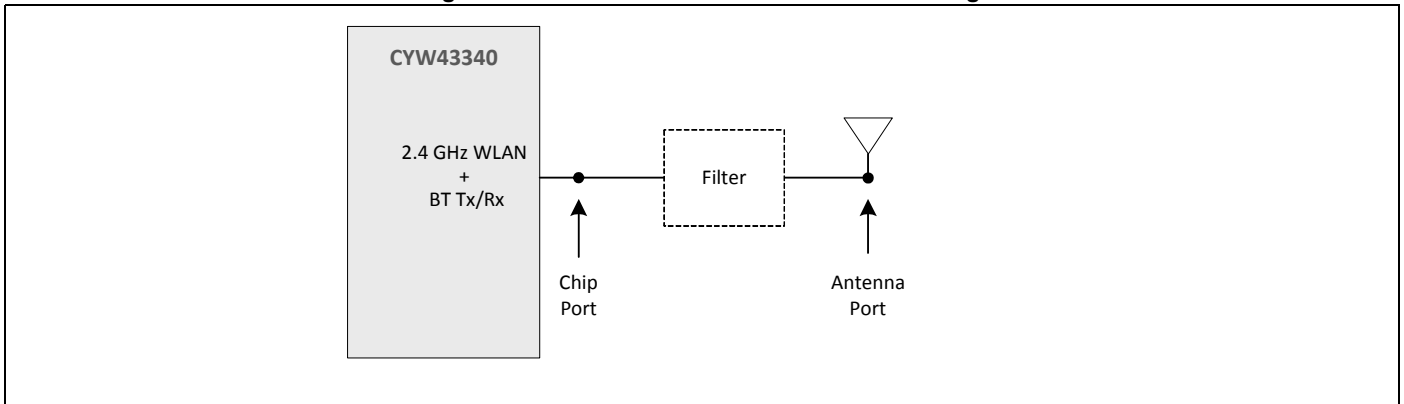 CYW43340
2.4 GHz WLAN
+
BT Tx/Rx
Filter
Chip
Port
Antenna
Port